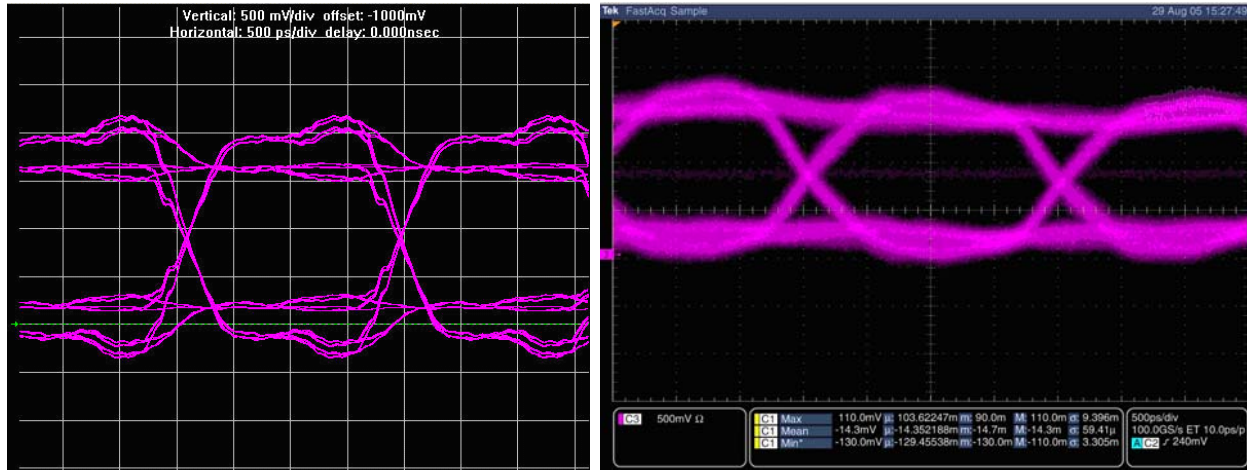 Vertical: 500 mV/div offset: -1000mV
Horizontal: 500 ps/div delay: 0.000nsec
Tek FastAcq Sample 29 Aug 05 15:27:49
C3 500mV Ω
C1 Max 110.0mV µ: 103.62247m m: 90.0m M: 110.0m σ: 9.396m
C1 Mean -14.3mV µ: -14.352188m m: -14.7m M: -14.3m σ: 59.41µ
C1 Min* -130.0mV µ: -129.45538m m: -130.0m M: -110.0m σ: 3.305m
500ps/div
100.0GS/s ET 10.0ps/p
A C2 240mV